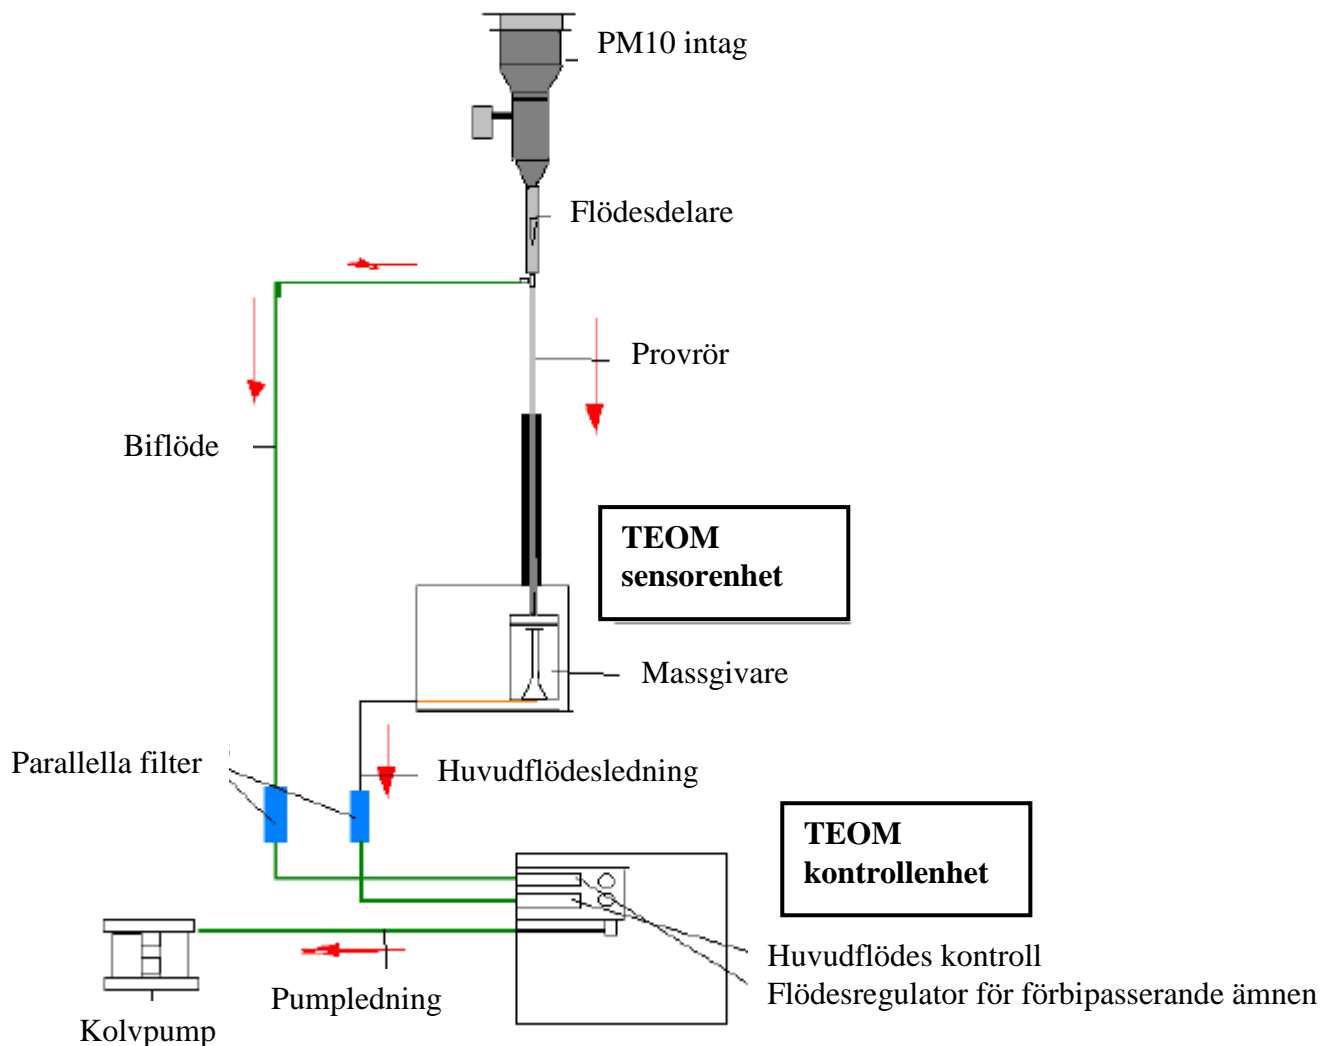 PM10 intag
Flödesdelare
Provrör
Biflöde
TEOM
sensorenhet
Massgivare
Parallella filter
Huvudflödesledning
TEOM
kontrollenhet
Huvudflödes kontroll
Flödesregulator för förbipasserande ämnen
Pumpledning
Kolvpump